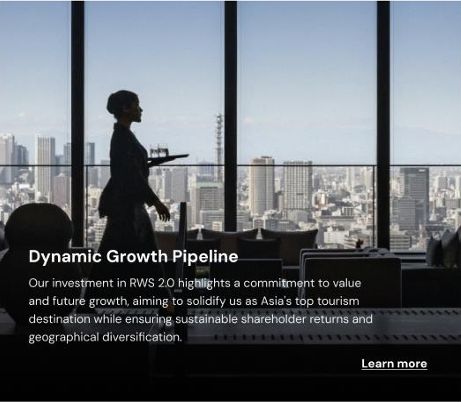 Dynamic Growth Pipeline
Our investment in RWS 2.0 highlights a commitment to value
and future growth, aiming to solidify us as Asia's top tourism
destination while ensuring sustainable shareholder returns and
geographical diversification.
Learn more